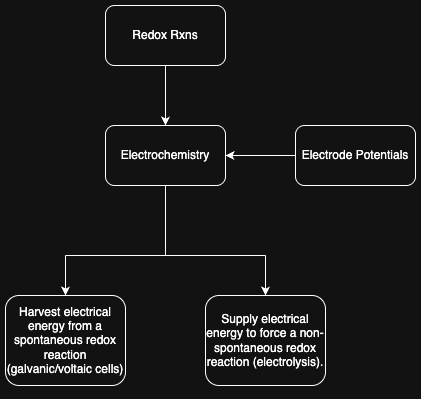 Redox Rxns
Electrochemistry
Electrode Potentials
Harvest electrical
energy from a
spontaneous redox
reaction
(galvanic/voltaic cells)
Supply electrical
energy to force a non-
spontaneous redox
reaction (electrolysis).